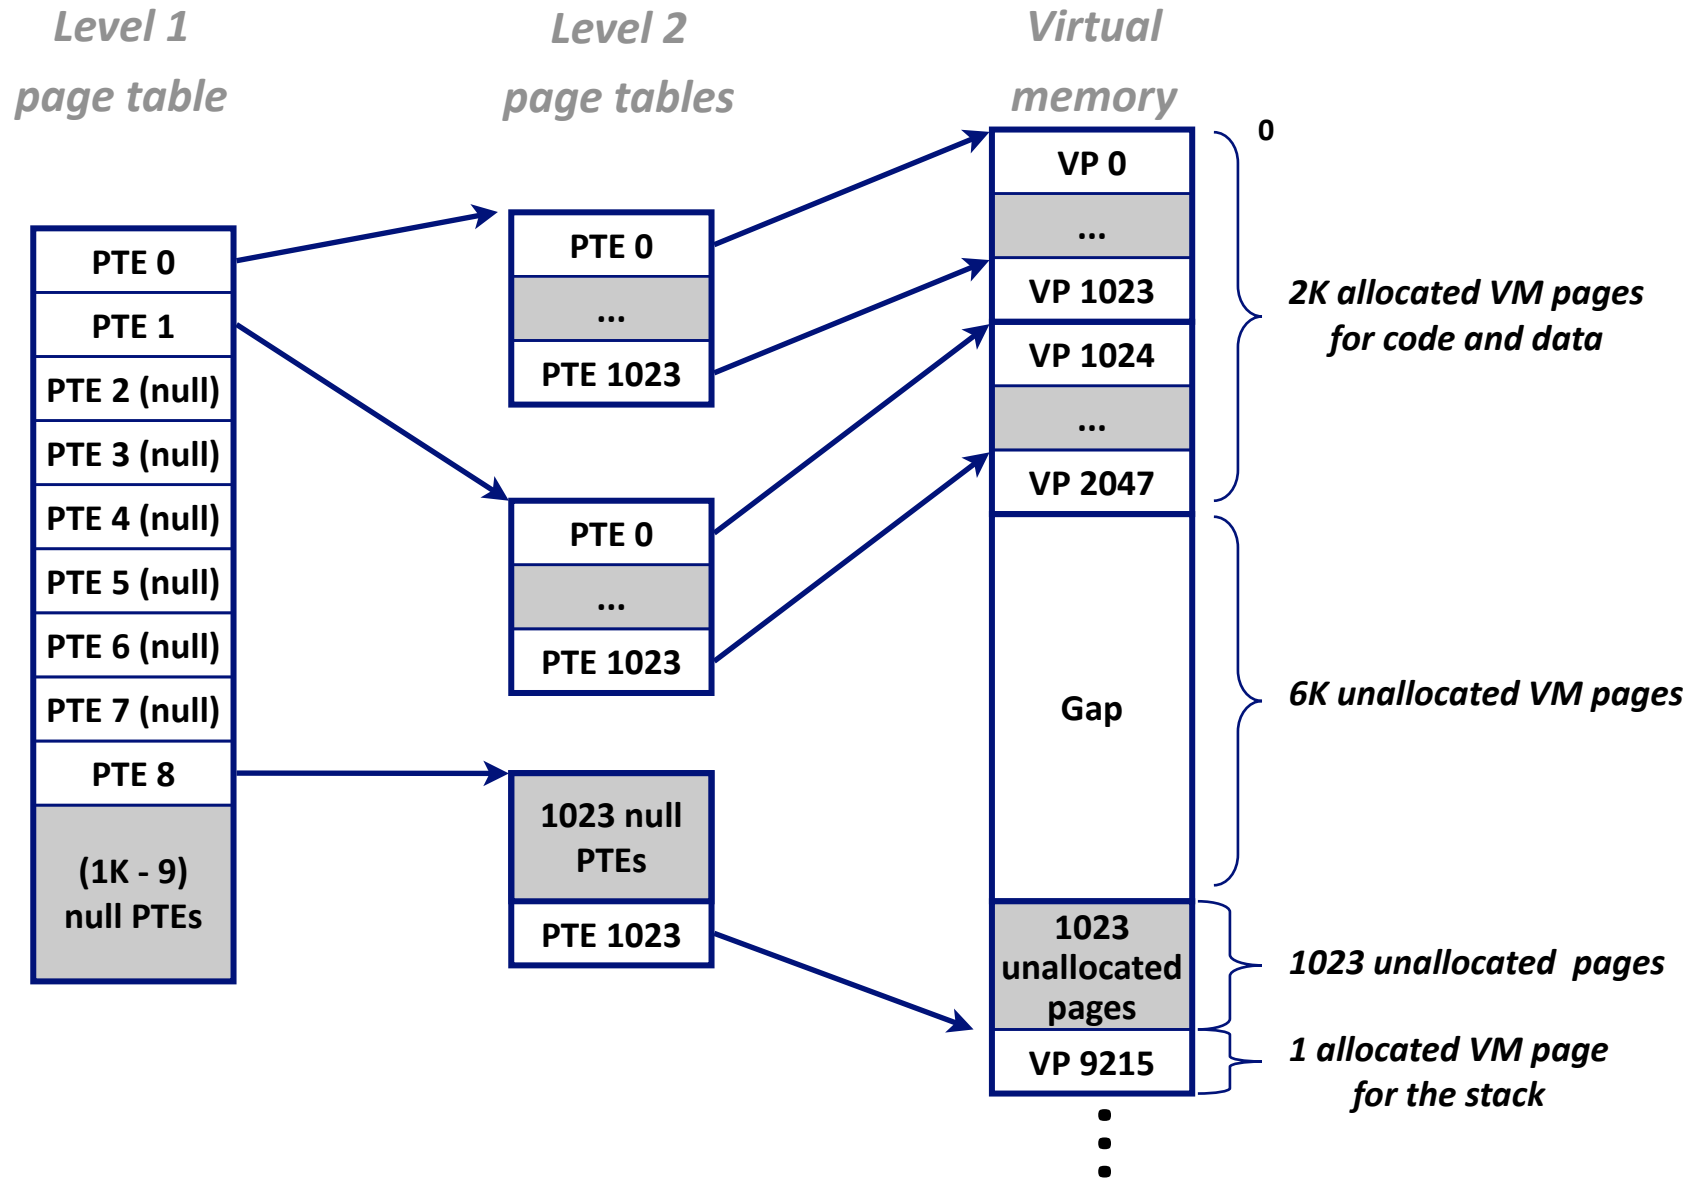 Level 1
page table
Level 2
page tables
Virtual
memory
PTE 0
PTE 1
PTE 2 (null)
PTE 3 (null)
PTE 4 (null)
PTE 5 (null)
PTE 6 (null)
PTE 7 (null)
PTE 8
(1K - 9)
null PTEs
PTE 0
...
PTE 1023
PTE 0
...
PTE 1023
1023 null
PTEs
PTE 1023
0
VP 0
...
VP 1023
VP 1024
...
VP 2047
Gap
1023
unallocated
pages
VP 9215
2K allocated VM pages
for code and data
6K unallocated VM pages
1023 unallocated  pages
1 allocated VM page
for the stack